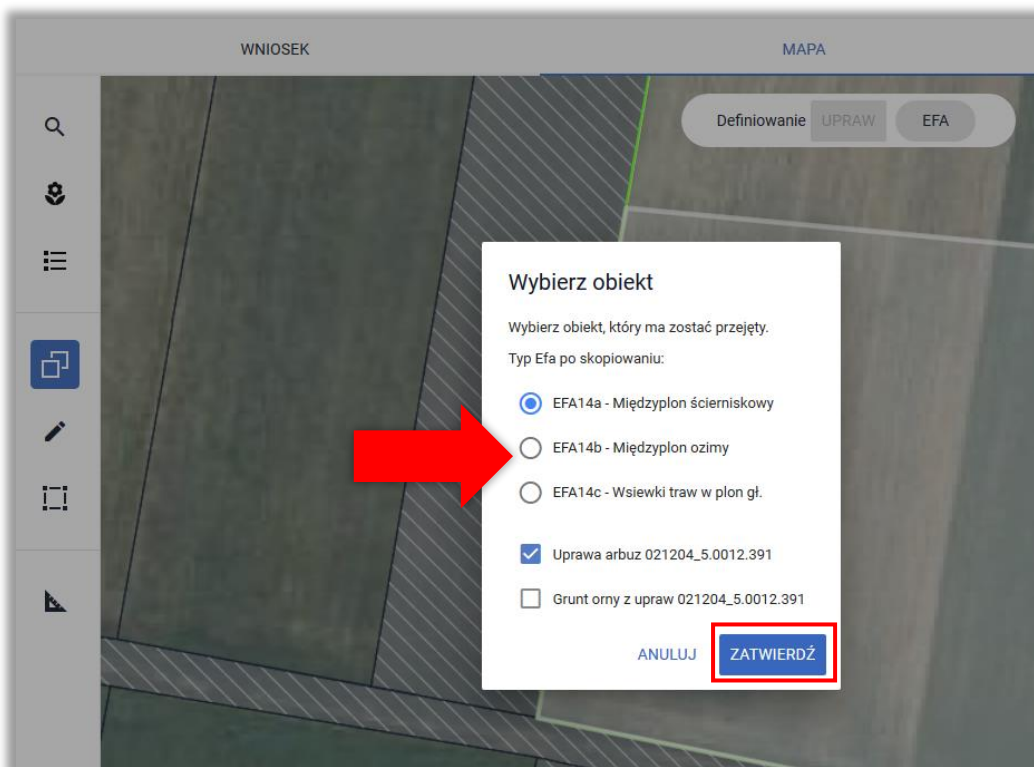 WNIOSEK MAPA
Definiowanie UPRAW EFA
Wybierz obiekt
Wybierz obiekt, który ma zostać przejęty.
Typ Efa po skopiowaniu:
EFA14a - Międzyplon ścierniskowy
EFA14b - Międzyplon ozimy
EFA14c - Wsiewki traw w plon gł.
Uprawa arbuz 021204_5.0012.391
Grunt orny z upraw 021204_5.0012.391
ANULUJ ZATWIERDŹ